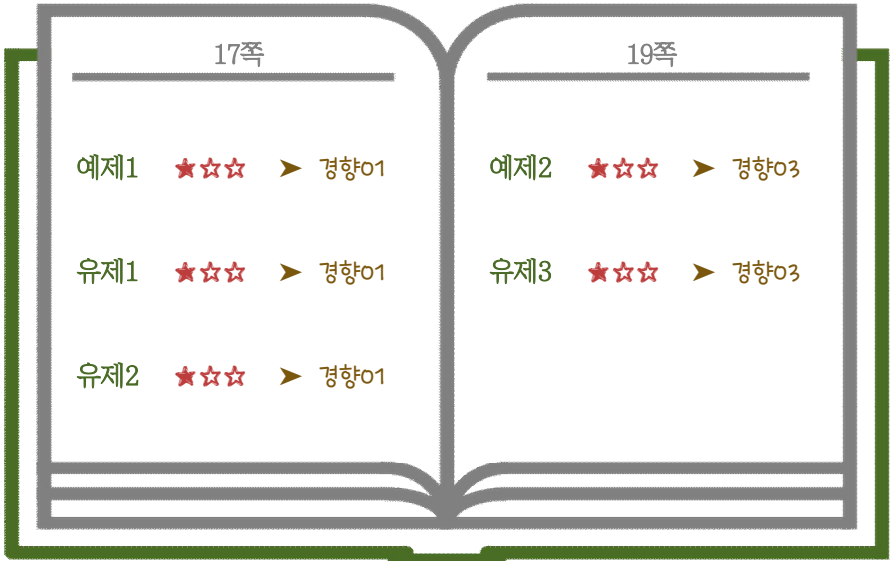 17쪽
예제1 ★☆☆ ➤ 경향01
유제1 ★☆☆ ➤ 경향01
유제2 ★☆☆ ➤ 경향01
19쪽
예제2 ★☆☆ ➤ 경향03
유제3 ★☆☆ ➤ 경향03